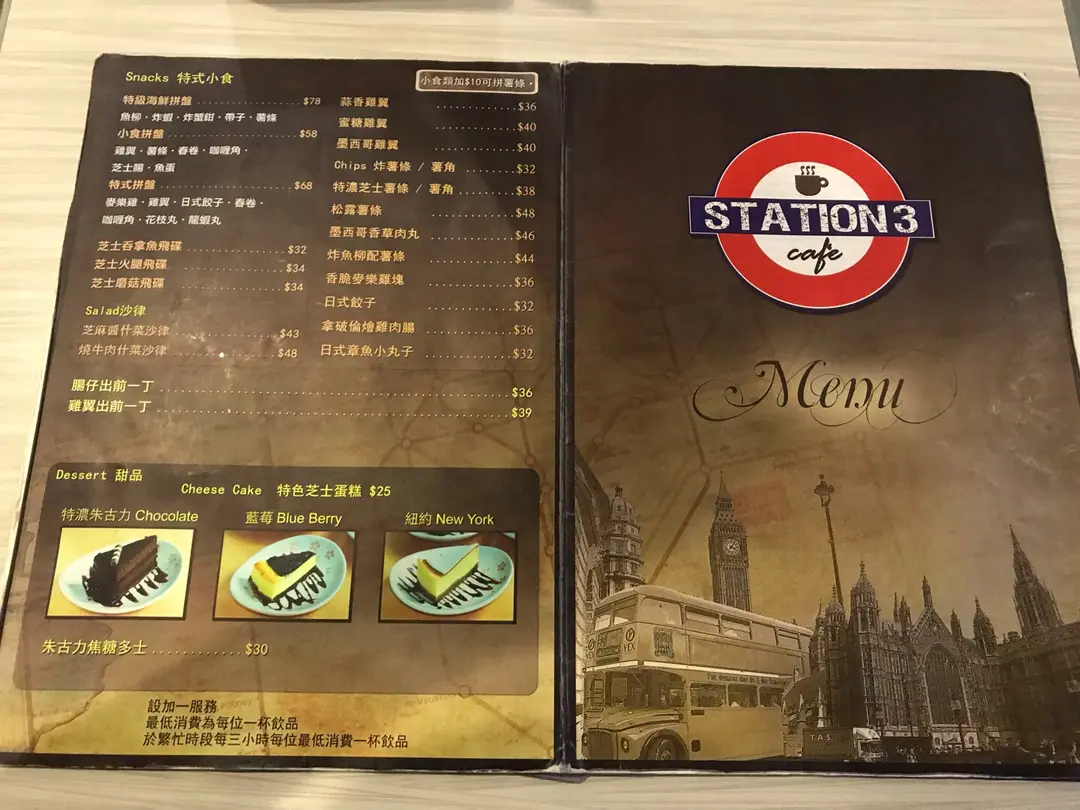 Snacks 特式小食
小食類加$10可拼薯條。
特級海鮮拼盤 $78
魚柳・炸蝦・炸蟹鉗・帶子・薯條
小食拼盤 $58
雞翼・薯條・春卷・咖喱角・
芝士腸・魚蛋
特式拼盤 $68
麥樂雞・雞翼・日式餃子・春卷・
咖喱角・花枝丸・龍蝦丸
芝士吞拿魚飛碟 $32
芝士火腿飛碟 $34
芝士磨菇飛碟 $34
Salad沙律
芝麻醬什菜沙律 $43
燒牛肉什菜沙律 $48
蒜香雞翼 $36
蜜糖雞翼 $40
墨西哥雞翼 $40
Chips 炸薯條 / 薯角 $32
特濃芝士薯條 / 薯角 $38
松露薯條 $48
墨西哥香草肉丸 $46
炸魚柳配薯條 $44
香脆麥樂雞塊 $36
日式餃子 $32
拿破倫燴雞肉腸 $36
日式章魚小丸子 $32
腸仔出前一丁 $36
雞翼出前一丁 $39
Dessert 甜品
Cheese Cake 特色芝士蛋糕 $25
特濃朱古力 Chocolate
藍莓 Blue Berry
紐約 New York
朱古力焦糖多士 $30
設加一服務
最低消費為每位一杯飲品
於繁忙時段每三小時每位最低消費一杯飲品
STATION3
cafe
Menu
T.A.S.